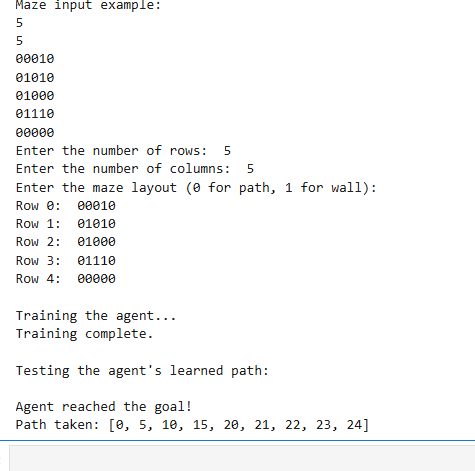 Maze input example:
5
5
00010
01010
01000
01110
00000
Enter the number of rows:  5
Enter the number of columns:  5
Enter the maze layout (0 for path, 1 for wall):
Row 0:  00010
Row 1:  01010
Row 2:  01000
Row 3:  01110
Row 4:  00000
Training the agent...
Training complete.
Testing the agent's learned path:
Agent reached the goal!
Path taken: [0, 5, 10, 15, 20, 21, 22, 23, 24]